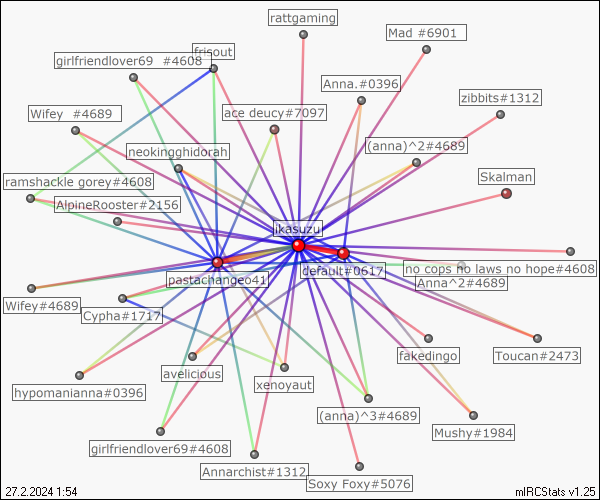 rattgaming
Mad #6901
frisout
girlfriendlover69 #4608
Anna.#0396
zibbits#1312
Wifey #4689
ace deucy#7097
neokingghidorah
(anna)^2#4689
ramshackle gorey#4608
Skalman
AlpineRooster#2156
ikasuzu
pastachangeo41
default#0617
no cops no laws no hope#4608
Anna^2#4689
Wifey#4689
Cypha#1717
fakedingo
Toucan#2473
avelicious
xenoyaut
hypomanianna#0396
(anna)^3#4689
Mushy#1984
girlfriendlover69#4608
Annarchist#1312
Soxy Foxy#5076
27.2.2024 1:54
mIRCStats v1.25